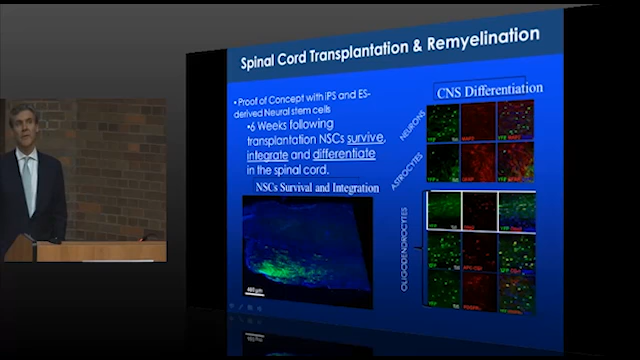 Spinal Cord Transplantation & Remyelination
• Proof of Concept with iPS and ES-
derived Neural stem cells
•6 Weeks following
transplantation NSCs survive,
integrate and differentiate
in the spinal cord.
NSCs Survival and Integration
CNS Differentiation
NEURONS
ASTROCYTES
OLIGODENDROCYTES